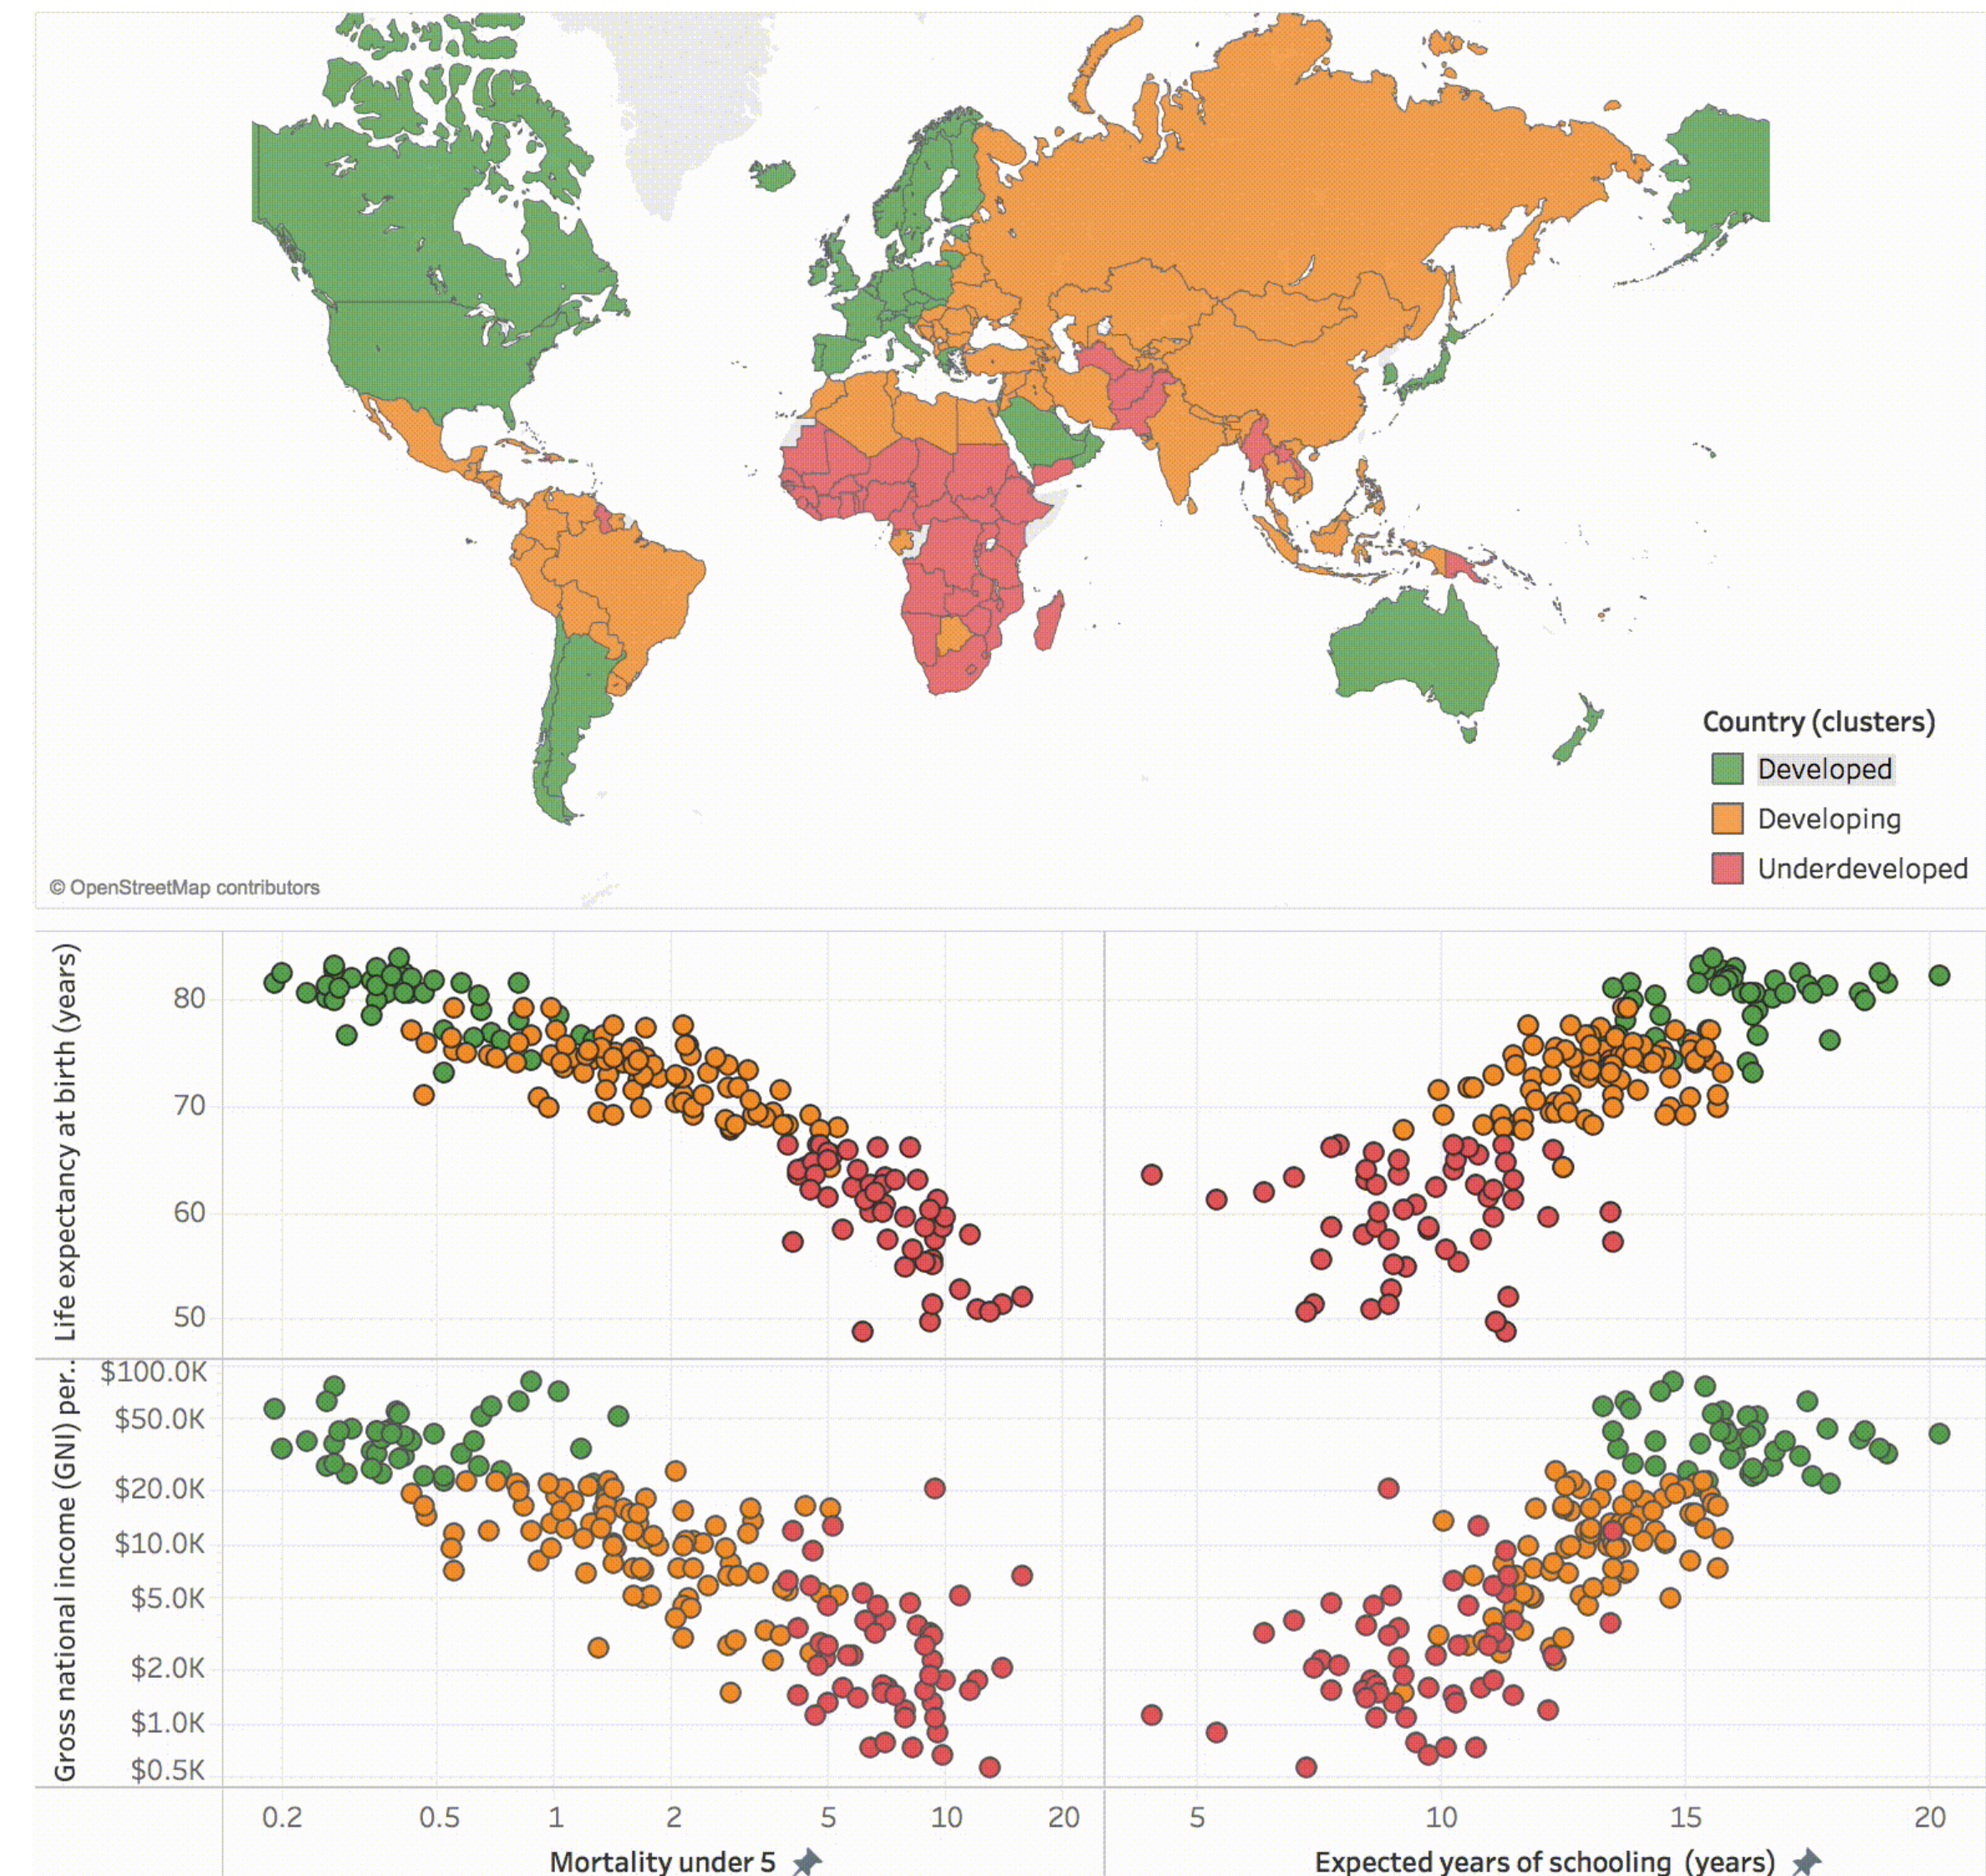 Country (clusters)
Developed
Developing
Underdeveloped
© OpenStreetMap contributors
Life expectancy at birth (years)
80
70
60
50
Gross national income (GNI) per..
$100.0K
$50.0K
$20.0K
$10.0K
$5.0K
$2.0K
$1.0K
$0.5K
0.2 0.5 1 2 5 10 20 5 10 15 20
Mortality under 5 Expected years of schooling (years)